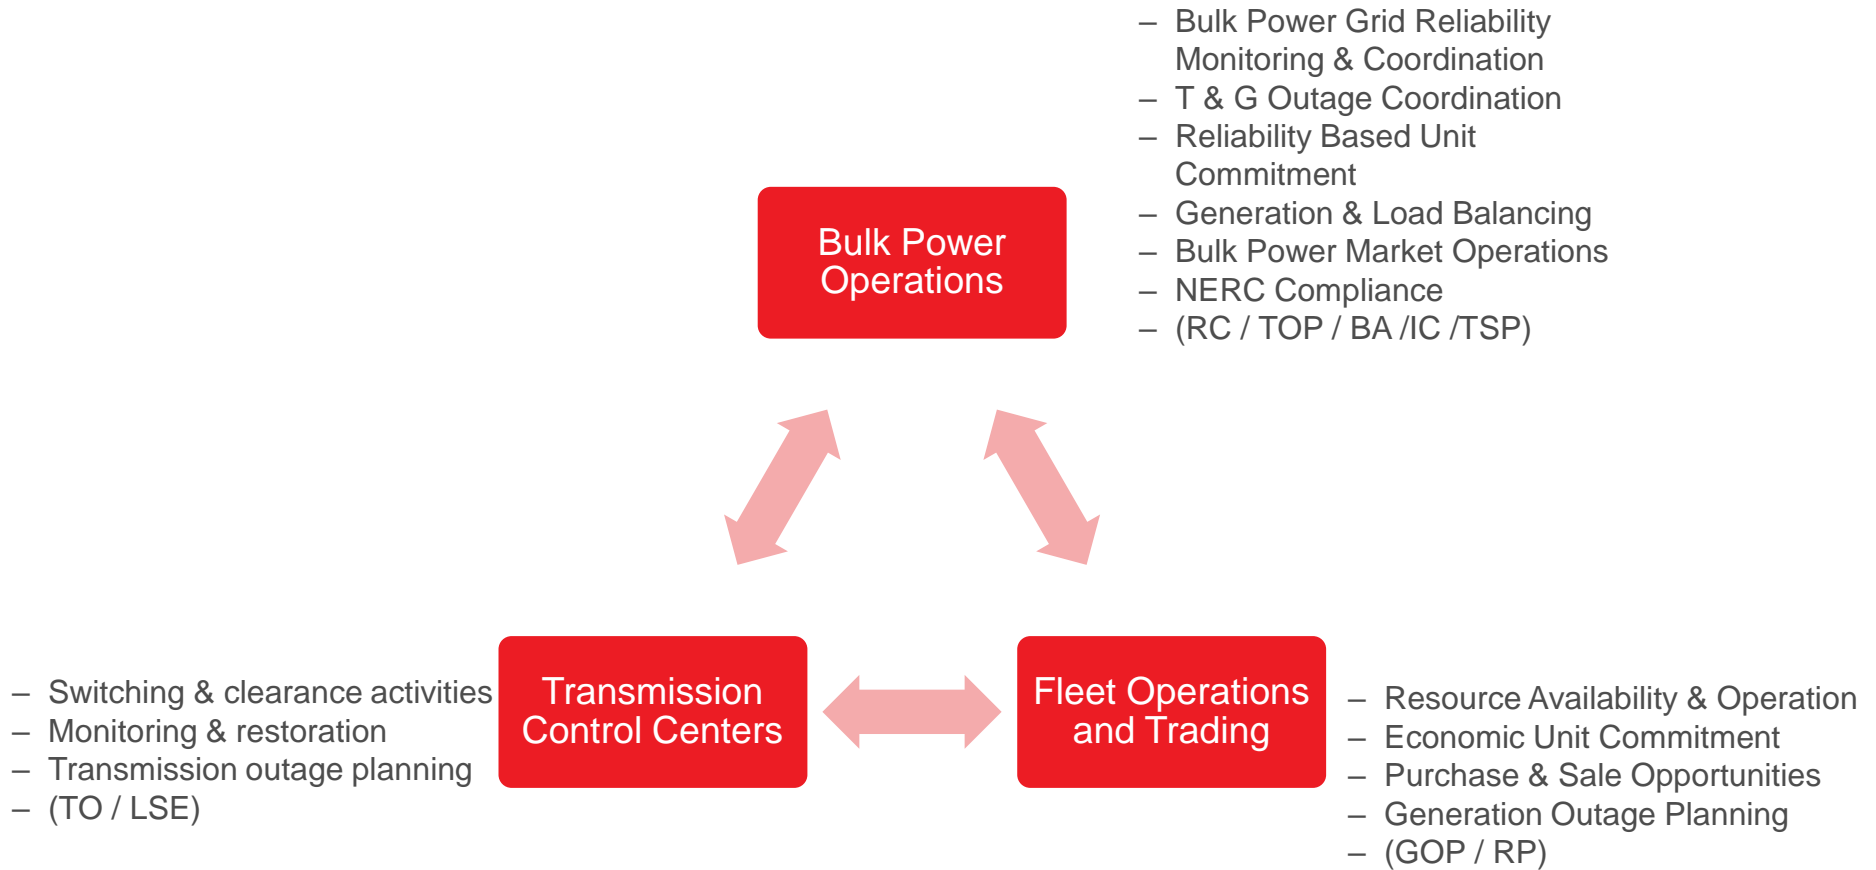 – Bulk Power Grid Reliability
Monitoring & Coordination
– T & G Outage Coordination
– Reliability Based Unit
Commitment
– Generation & Load Balancing
– Bulk Power Market Operations
– NERC Compliance
– (RC / TOP / BA /IC /TSP)
Bulk Power
Operations
– Switching & clearance activities
– Monitoring & restoration
– Transmission outage planning
– (TO / LSE)
Transmission
Control Centers
Fleet Operations
and Trading
– Resource Availability & Operation
– Economic Unit Commitment
– Purchase & Sale Opportunities
– Generation Outage Planning
– (GOP / RP)